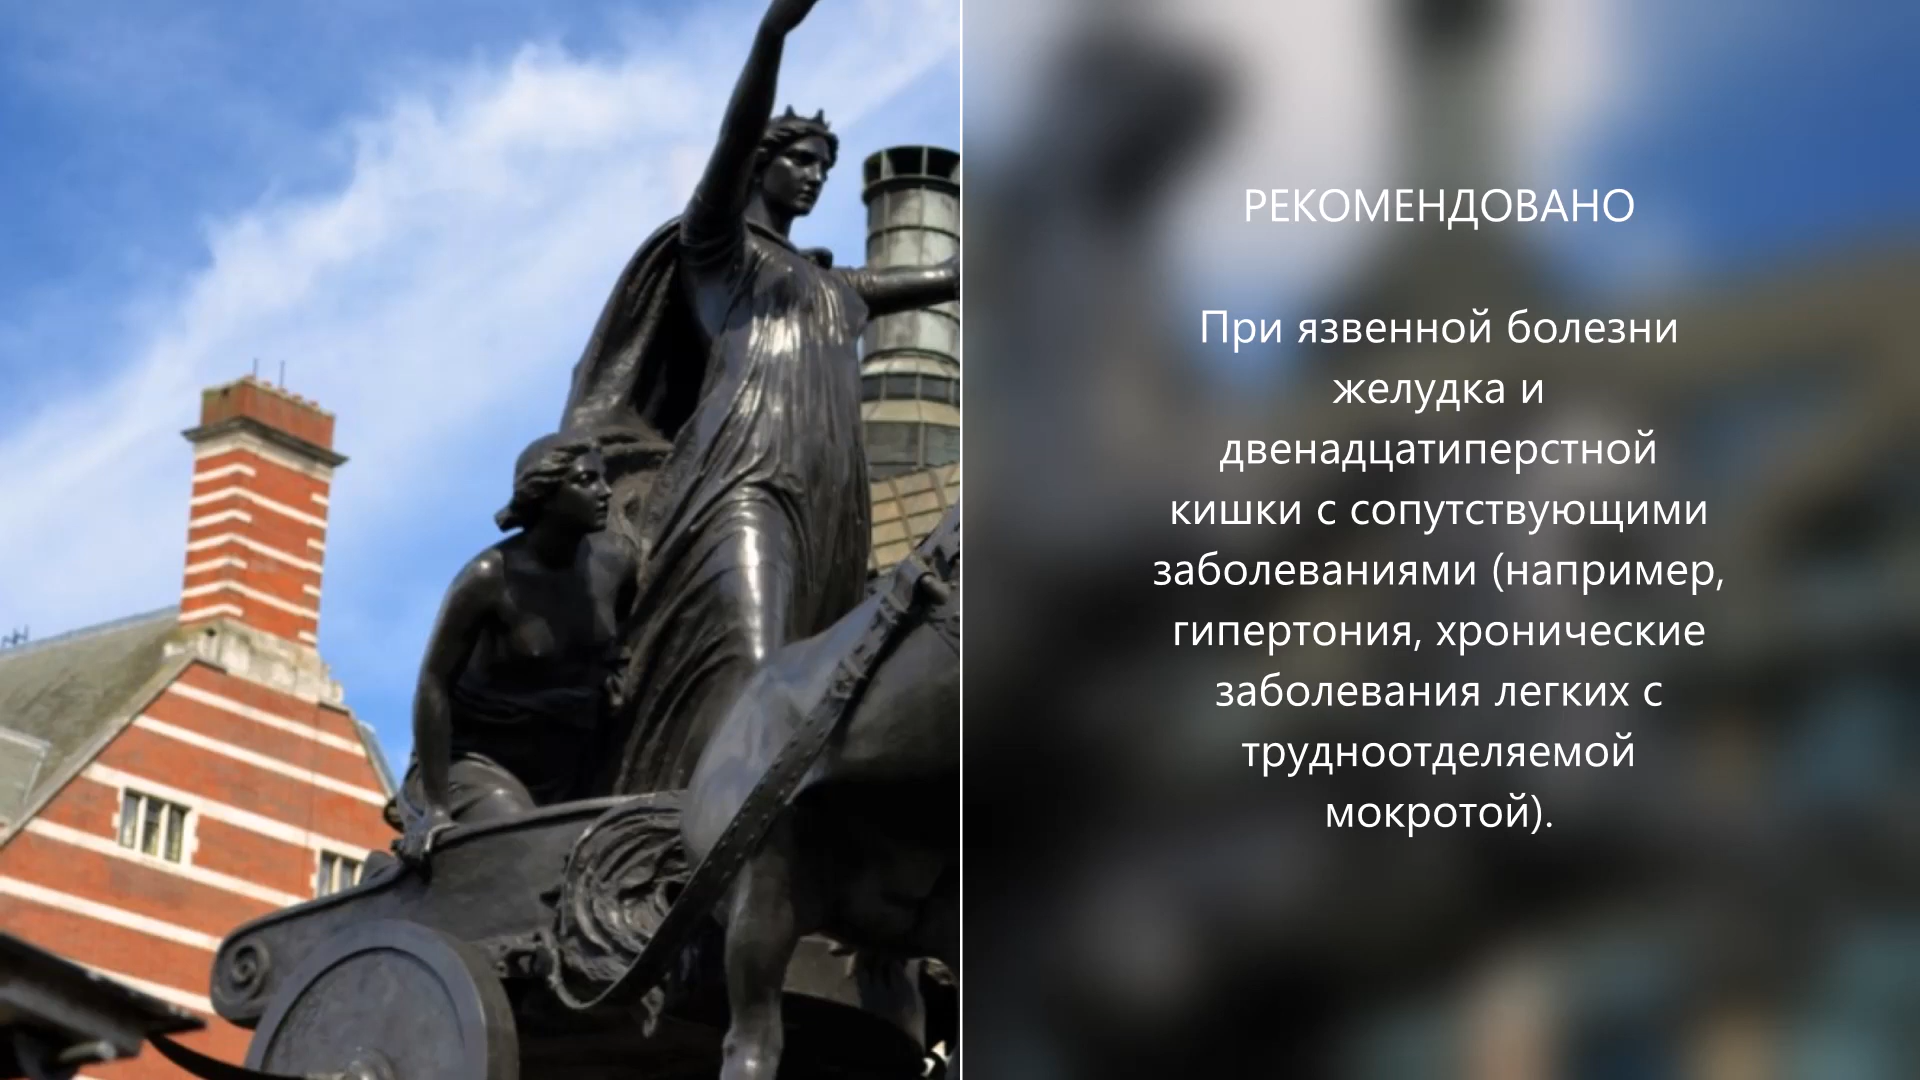 РЕКОМЕНДОВАНО
При язвенной болезни
желудка и
двенадцатиперстной
кишки с сопутствующими
заболеваниями (например,
гипертония, хронические
заболевания легких с
трудноотделяемой
мокротой).